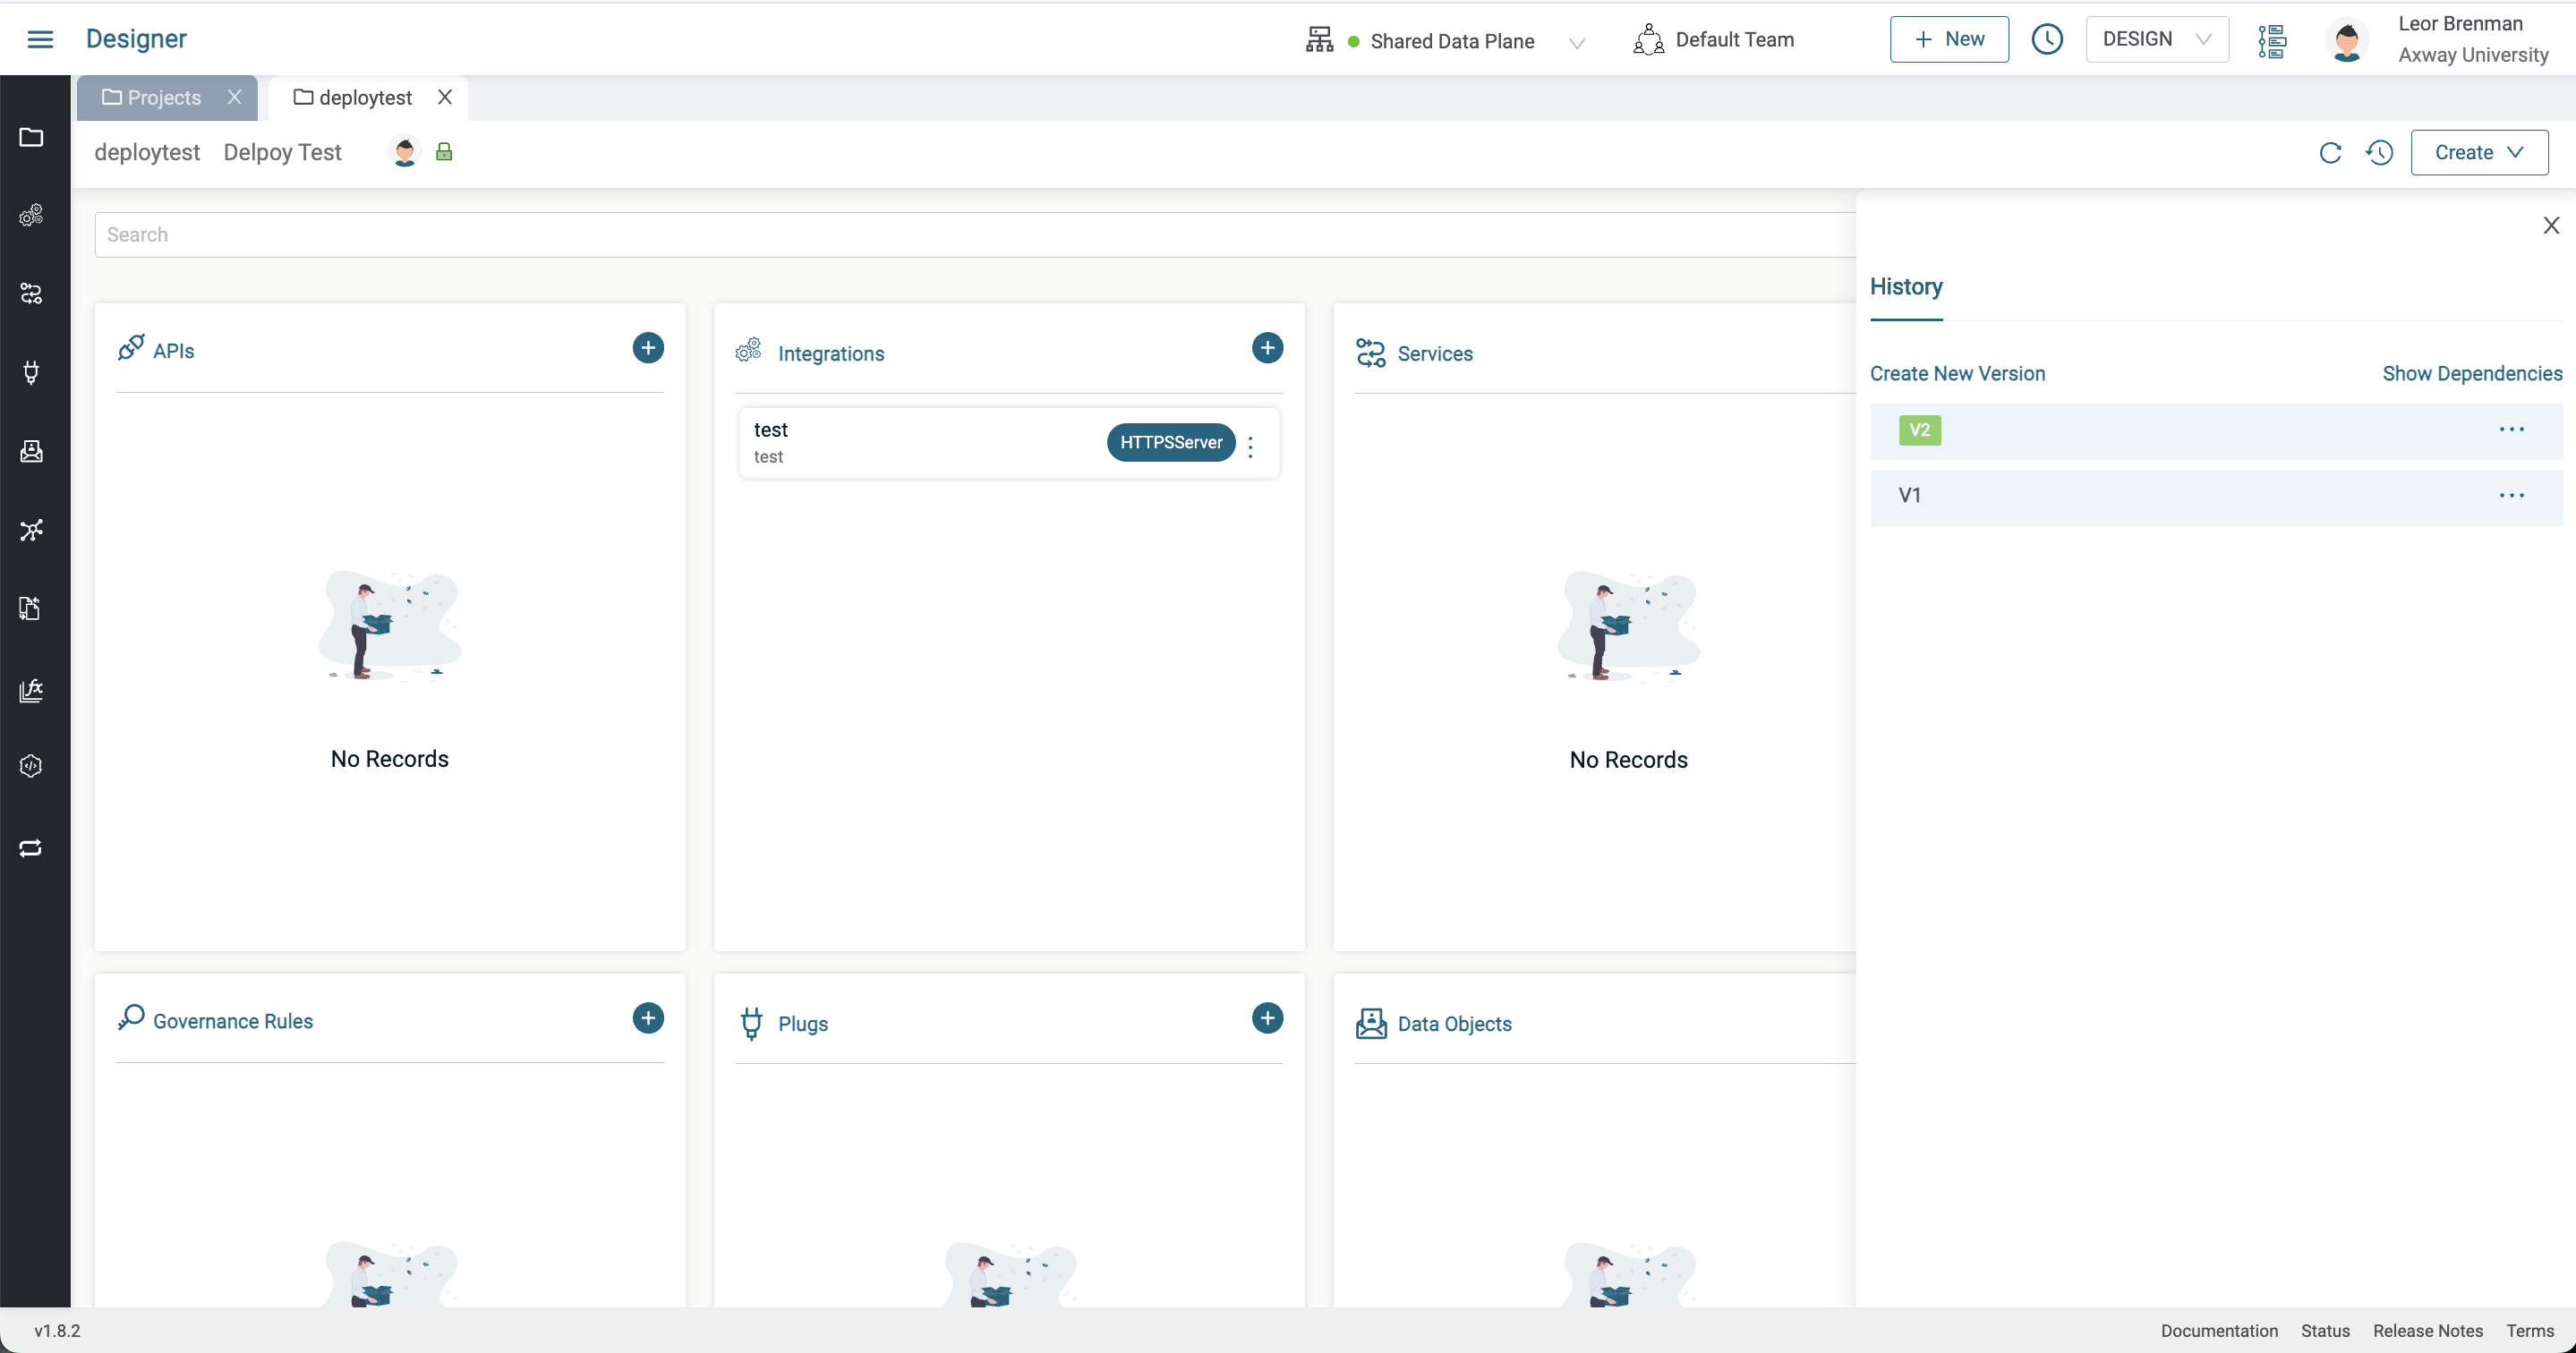 Designer
Shared Data Plane
Default Team
+ New
DESIGN
Leor Brenman
Axway University
Projects X
deploytest X
deploytest Delpoy Test
Create
Search
X
History
Create New Version
Show Dependencies
V2
V1
APIs
No Records
Integrations
test
test
HTTPSServer
Services
No Records
Governance Rules
Plugs
Data Objects
v1.8.2
Documentation
Status
Release Notes
Terms